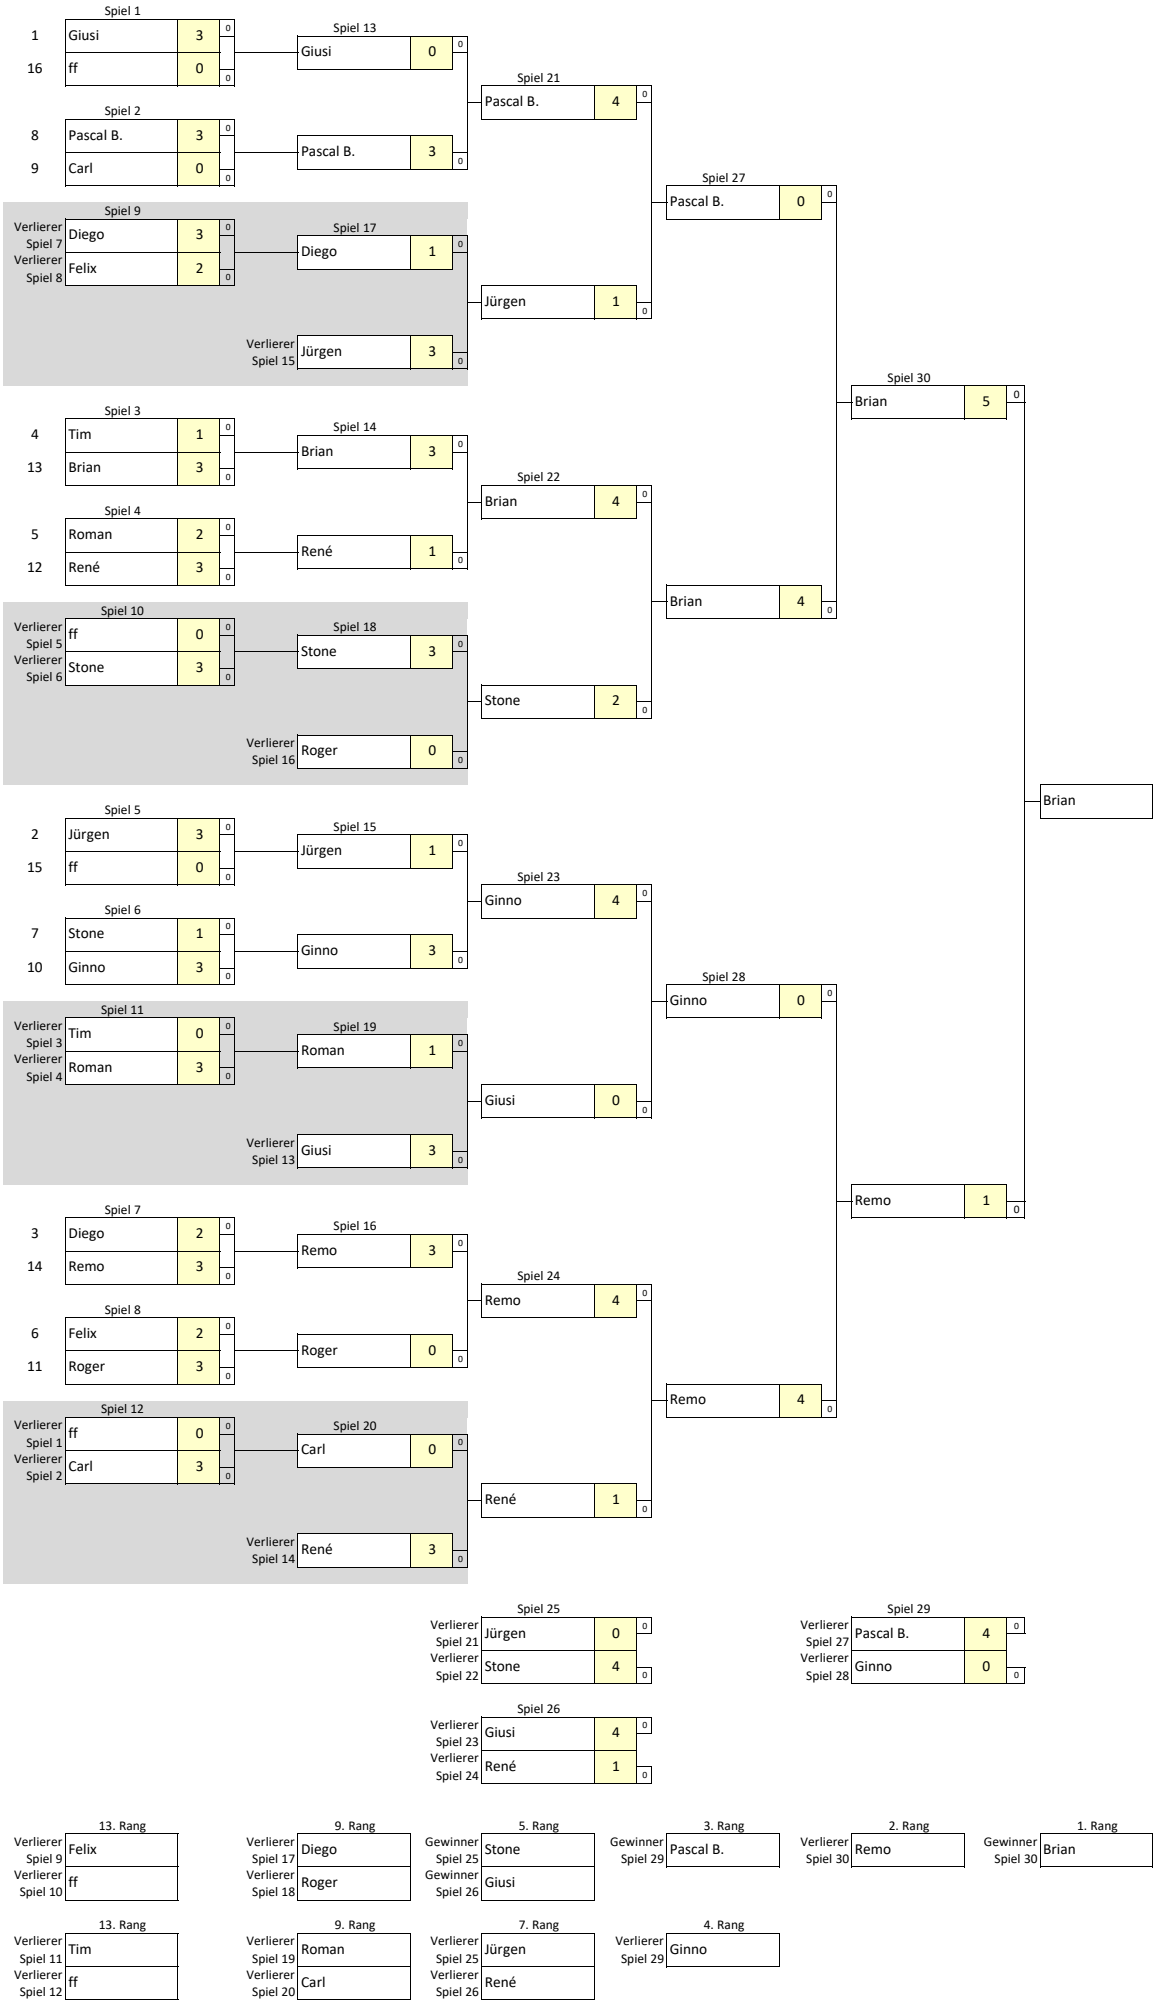 Spiel 1
1 Giusi 3 0
16 ff 0 0
Spiel 13
Giusi 0 0
Spiel 2
8 Pascal B. 3 0
9 Carl 0 0
Pascal B. 3 0
Spiel 21
Pascal B. 4 0
Spiel 9
Verlierer Spiel 7 Diego 3 0
Verlierer Spiel 8 Felix 2 0
Spiel 17
Diego 1 0
Verlierer Spiel 15 Jürgen 3 0
Jürgen 1 0
Spiel 27
Pascal B. 0 0
Spiel 3
4 Tim 1 0
13 Brian 3 0
Spiel 14
Brian 3 0
Spiel 4
5 Roman 2 0
12 René 3 0
René 1 0
Spiel 22
Brian 4 0
Spiel 10
Verlierer Spiel 5 ff 0 0
Verlierer Spiel 6 Stone 3 0
Spiel 18
Stone 3 0
Verlierer Spiel 16 Roger 0 0
Stone 2 0
Brian 4 0
Spiel 30
Brian 5 0
Spiel 5
2 Jürgen 3 0
15 ff 0 0
Spiel 15
Jürgen 1 0
Spiel 6
7 Stone 1 0
10 Ginno 3 0
Ginno 3 0
Spiel 23
Ginno 4 0
Brian
Spiel 11
Verlierer Spiel 3 Tim 0 0
Verlierer Spiel 4 Roman 3 0
Spiel 19
Roman 1 0
Verlierer Spiel 13 Giusi 3 0
Giusi 0 0
Spiel 28
Ginno 0 0
Spiel 7
3 Diego 2 0
14 Remo 3 0
Spiel 16
Remo 3 0
Spiel 8
6 Felix 2 0
11 Roger 3 0
Roger 0 0
Spiel 24
Remo 4 0
Remo 1 0
Spiel 12
Verlierer Spiel 1 ff 0 0
Verlierer Spiel 2 Carl 3 0
Spiel 20
Carl 0 0
Verlierer Spiel 14 René 3 0
René 1 0
Remo 4 0
Spiel 25
Verlierer Spiel 21 Jürgen 0 0
Verlierer Spiel 22 Stone 4 0
Spiel 29
Verlierer Spiel 27 Pascal B. 4 0
Verlierer Spiel 28 Ginno 0 0
Spiel 26
Verlierer Spiel 23 Giusi 4 0
Verlierer Spiel 24 René 1 0
13. Rang
Verlierer Spiel 9 Felix
Verlierer Spiel 10 ff
9. Rang
Verlierer Spiel 17 Diego
Verlierer Spiel 18 Roger
5. Rang
Gewinner Spiel 25 Stone
Gewinner Spiel 26 Giusi
3. Rang
Gewinner Spiel 29 Pascal B.
2. Rang
Verlierer Spiel 30 Remo
1. Rang
Gewinner Spiel 30 Brian
13. Rang
Verlierer Spiel 11 Tim
Verlierer Spiel 12 ff
9. Rang
Verlierer Spiel 19 Roman
Verlierer Spiel 20 Carl
7. Rang
Verlierer Spiel 25 Jürgen
Verlierer Spiel 26 René
4. Rang
Verlierer Spiel 29 Ginno